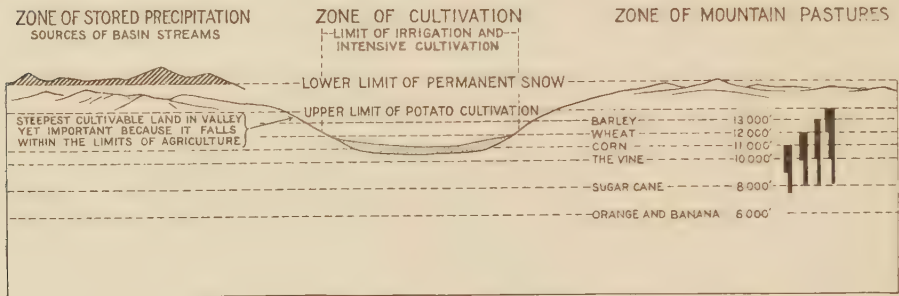 ZONE OF STORED PRECIPITATION
SOURCES OF BASIN STREAMS
ZONE OF CULTIVATION
LIMIT OF IRRIGATION AND
INTENSIVE CULTIVATION
ZONE OF MOUNTAIN PASTURES
LOWER LIMIT OF PERMANENT SNOW
UPPER LIMIT OF POTATO CULTIVATION
STEEPEST CULTIVABLE LAND IN VALLEY
YET IMPORTANT BECAUSE IT FALLS
WITHIN THE LIMITS OF AGRICULTURE
BARLEY 13 000'
WHEAT 12 000'
CORN 11 000'
THE VINE 10 000'
SUGAR CANE 8 000'
ORANGE AND BANANA 6 000'